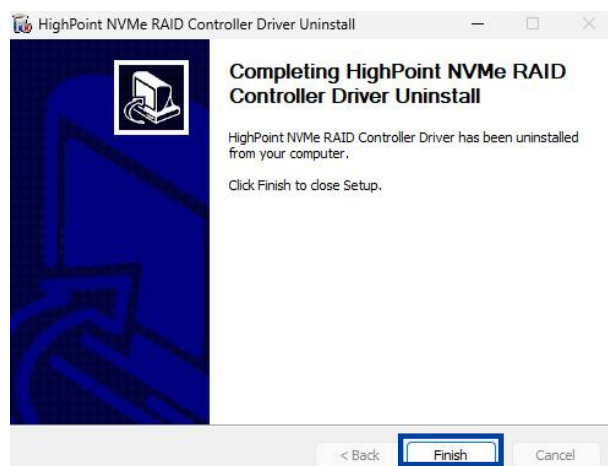 HighPoint NVMe RAID Controller Driver Uninstall
Completing HighPoint NVMe RAID
Controller Driver Uninstall
HighPoint NVMe RAID Controller Driver has been uninstalled
from your computer.
Click Finish to close Setup.
< Back Finish Cancel